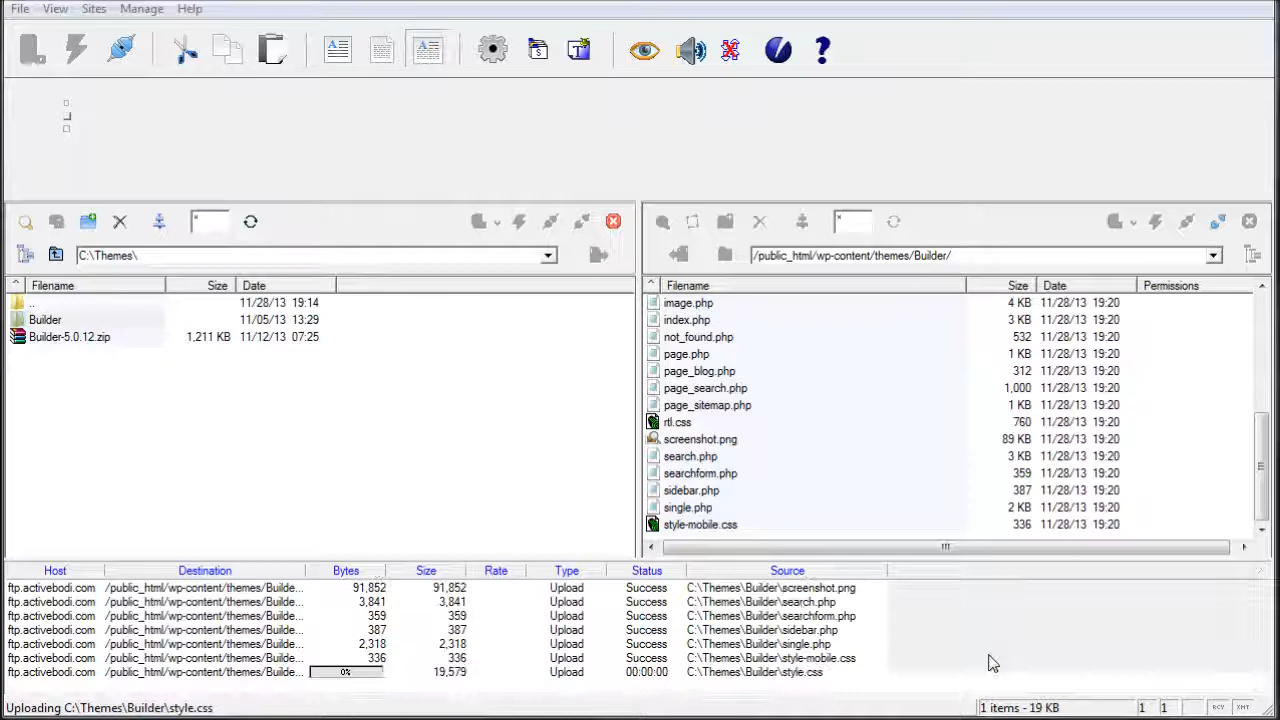 File View Sites Manage Help
C:\Themes\
/public_html/wp-content/themes/Builder/
Filename Size Date
.. 11/28/13 19:14
Builder 11/05/13 13:29
Builder-5.0.12.zip 1,211 KB 11/12/13 07:25
Filename Size Date Permissions
image.php 4 KB 11/28/13 19:20
index.php 3 KB 11/28/13 19:20
not_found.php 532 11/28/13 19:20
page.php 1 KB 11/28/13 19:20
page_blog.php 312 11/28/13 19:20
page_search.php 1,000 11/28/13 19:20
page_sitemap.php 1 KB 11/28/13 19:20
rtl.css 760 11/28/13 19:20
screenshot.png 89 KB 11/28/13 19:20
search.php 3 KB 11/28/13 19:20
searchform.php 359 11/28/13 19:20
sidebar.php 387 11/28/13 19:20
single.php 2 KB 11/28/13 19:20
style-mobile.css 336 11/28/13 19:20
Host Destination Bytes Size Rate Type Status Source
ftp.activebodi.com /public_html/wp-content/themes/Builde... 91,852 91,852 Upload Success C:\Themes\Builder\screenshot.png
ftp.activebodi.com /public_html/wp-content/themes/Builde... 3,841 3,841 Upload Success C:\Themes\Builder\search.php
ftp.activebodi.com /public_html/wp-content/themes/Builde... 359 359 Upload Success C:\Themes\Builder\searchform.php
ftp.activebodi.com /public_html/wp-content/themes/Builde... 387 387 Upload Success C:\Themes\Builder\sidebar.php
ftp.activebodi.com /public_html/wp-content/themes/Builde... 2,318 2,318 Upload Success C:\Themes\Builder\single.php
ftp.activebodi.com /public_html/wp-content/themes/Builde... 336 336 Upload Success C:\Themes\Builder\style-mobile.css
ftp.activebodi.com /public_html/wp-content/themes/Builde... 0% 19,579 Upload 00:00:00 C:\Themes\Builder\style.css
Uploading C:\Themes\Builder\style.css 1 items - 19 KB 1 1 RCV XMT